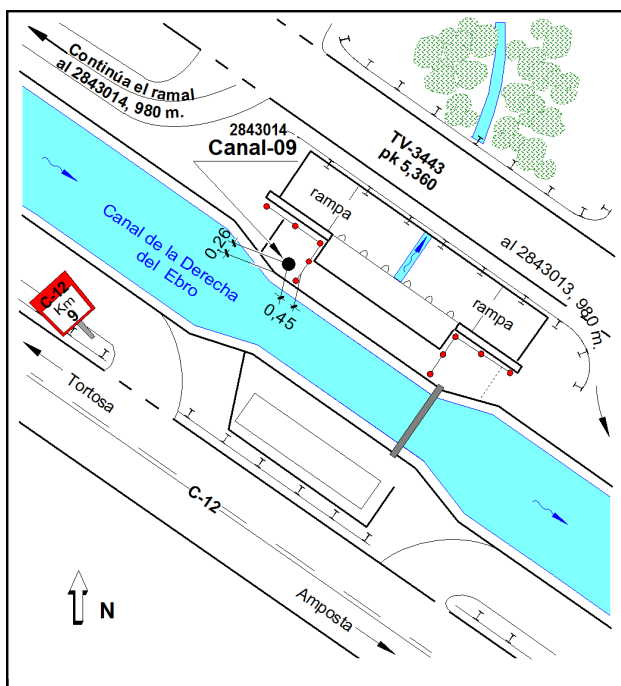 Continúa el ramal
al 2843014, 980 m.
2843014
Canal-09
TV-3443
pk 5,360
rampa
al 2843013, 980 m.
Canal de la Derecha
del Ebro
0,26
0,45
rampa
C-12
Km
9
Tortosa
C-12
Amposta
N